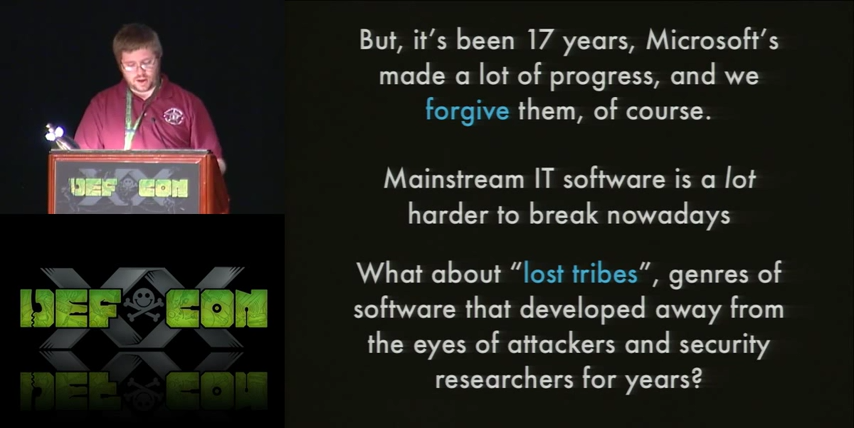 But, it's been 17 years, Microsoft's
made a lot of progress, and we
forgive them, of course.
Mainstream IT software is a lot
harder to break nowadays
What about "lost tribes", genres of
software that developed away from
the eyes of attackers and security
researchers for years?
DEF CON
XX
DEF CON